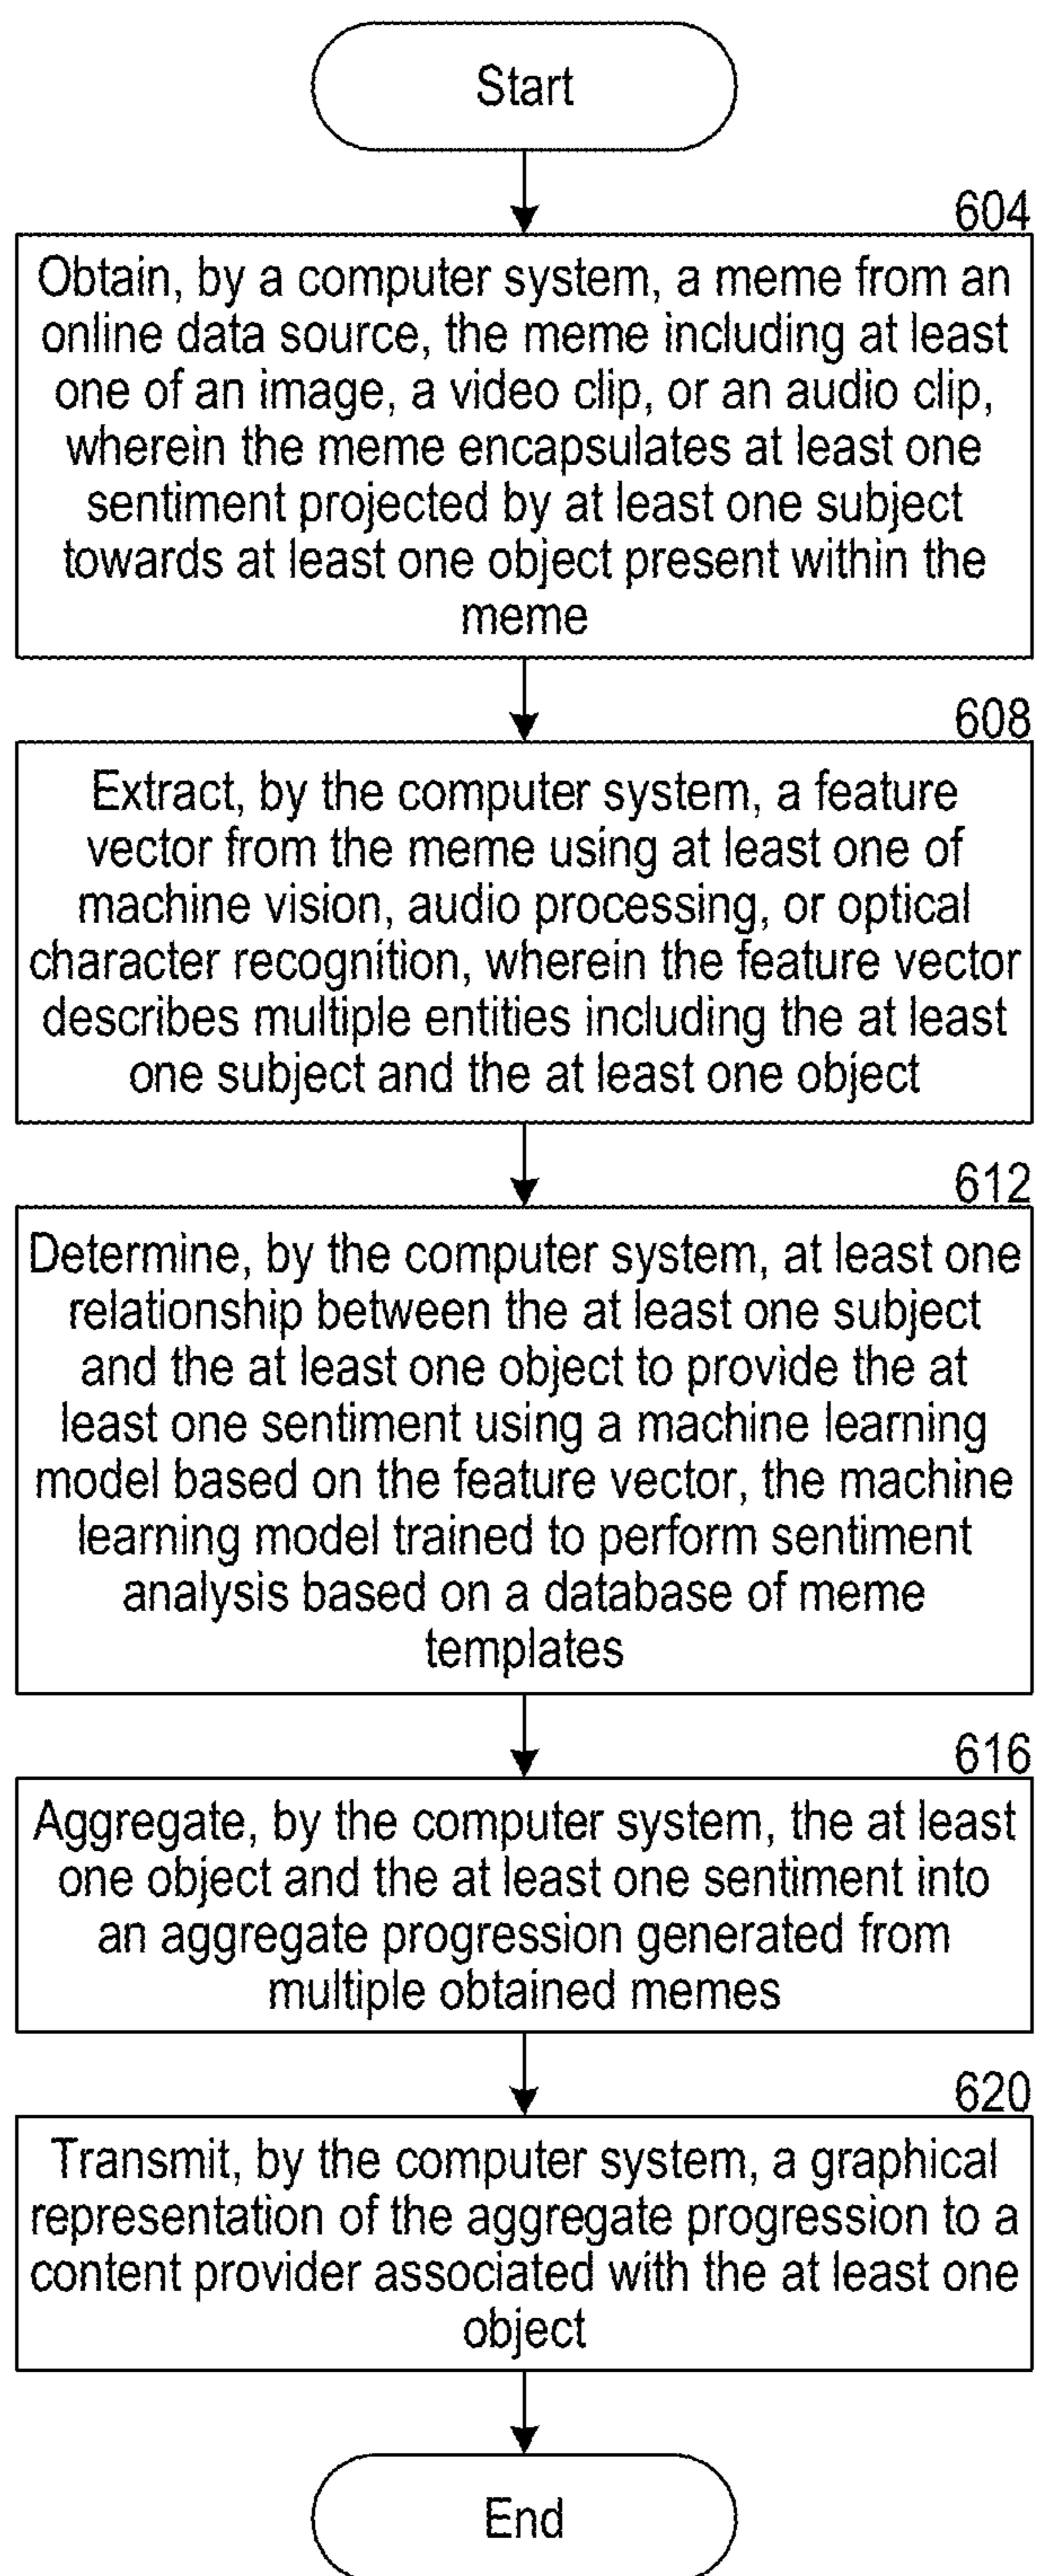 Start
604
Obtain, by a computer system, a meme from an
online data source, the meme including at least
one of an image, a video clip, or an audio clip,
wherein the meme encapsulates at least one
sentiment projected by at least one subject
towards at least one object present within the
meme
608
Extract, by the computer system, a feature
vector from the meme using at least one of
machine vision, audio processing, or optical
character recognition, wherein the feature vector
describes multiple entities including the at least
one subject and the at least one object
612
Determine, by the computer system, at least one
relationship between the at least one subject
and the at least one object to provide the at
least one sentiment using a machine learning
model based on the feature vector, the machine
learning model trained to perform sentiment
analysis based on a database of meme
templates
616
Aggregate, by the computer system, the at least
one object and the at least one sentiment into
an aggregate progression generated from
multiple obtained memes
620
Transmit, by the computer system, a graphical
representation of the aggregate progression to a
content provider associated with the at least one
object
End